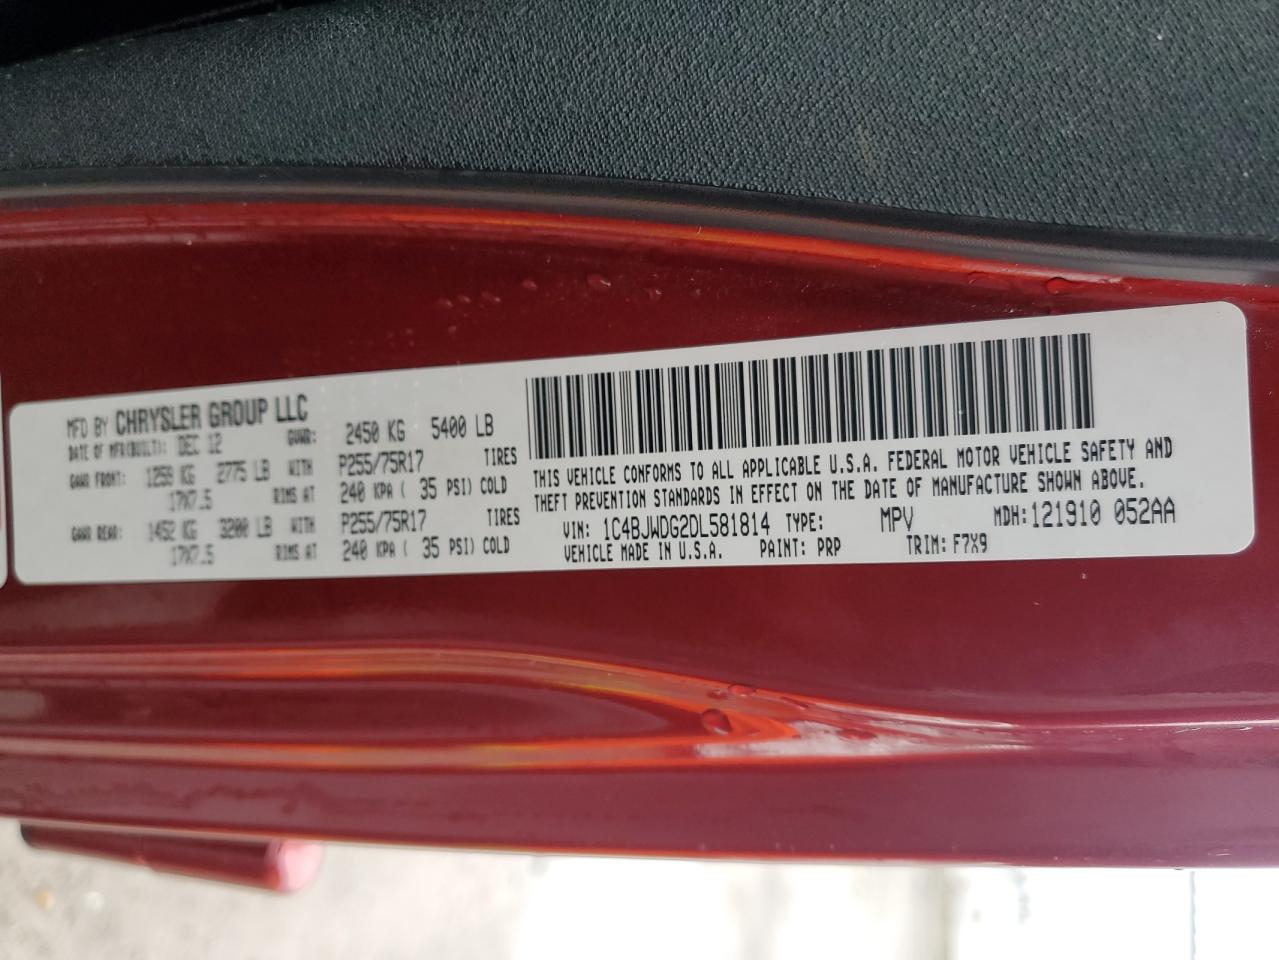 MFD BY CHRYSLER GROUP LLC
DATE OF MFR(BUILT): DEC 12 GVWR: 2450 KG 5400 LB
GAWR FRONT: 1259 KG 2775 LB WITH P255/75R17 TIRES
17X7.5 RIMS AT 240 KPA ( 35 PSI) COLD
GAWR REAR: 1452 KG 3200 LB WITH P255/75R17 TIRES
17X7.5 RIMS AT 240 KPA ( 35 PSI) COLD
THIS VEHICLE CONFORMS TO ALL APPLICABLE U.S.A. FEDERAL MOTOR VEHICLE SAFETY AND
THEFT PREVENTION STANDARDS IN EFFECT ON THE DATE OF MANUFACTURE SHOWN ABOVE.
VIN: 1C4BJWDG2DL581814 TYPE: MPV MDH:121910 052AA
VEHICLE MADE IN U.S.A. PAINT: PRP TRIM: F7X9